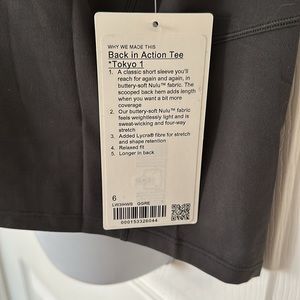 WHY WE MADE THIS
Back in Action Tee
*Tokyo 1
1. A classic short sleeve you'll
reach for again and again, in
buttery-soft Nulu™ fabric. The
scooped back hem adds length
when you want a bit more
coverage
2. Our buttery-soft Nulu™ fabric
feels weightlessly light and is
sweat-wicking and four-way
stretch
3. Added Lycra® fibre for stretch
and shape retention
4. Relaxed fit
5. Longer in back
6